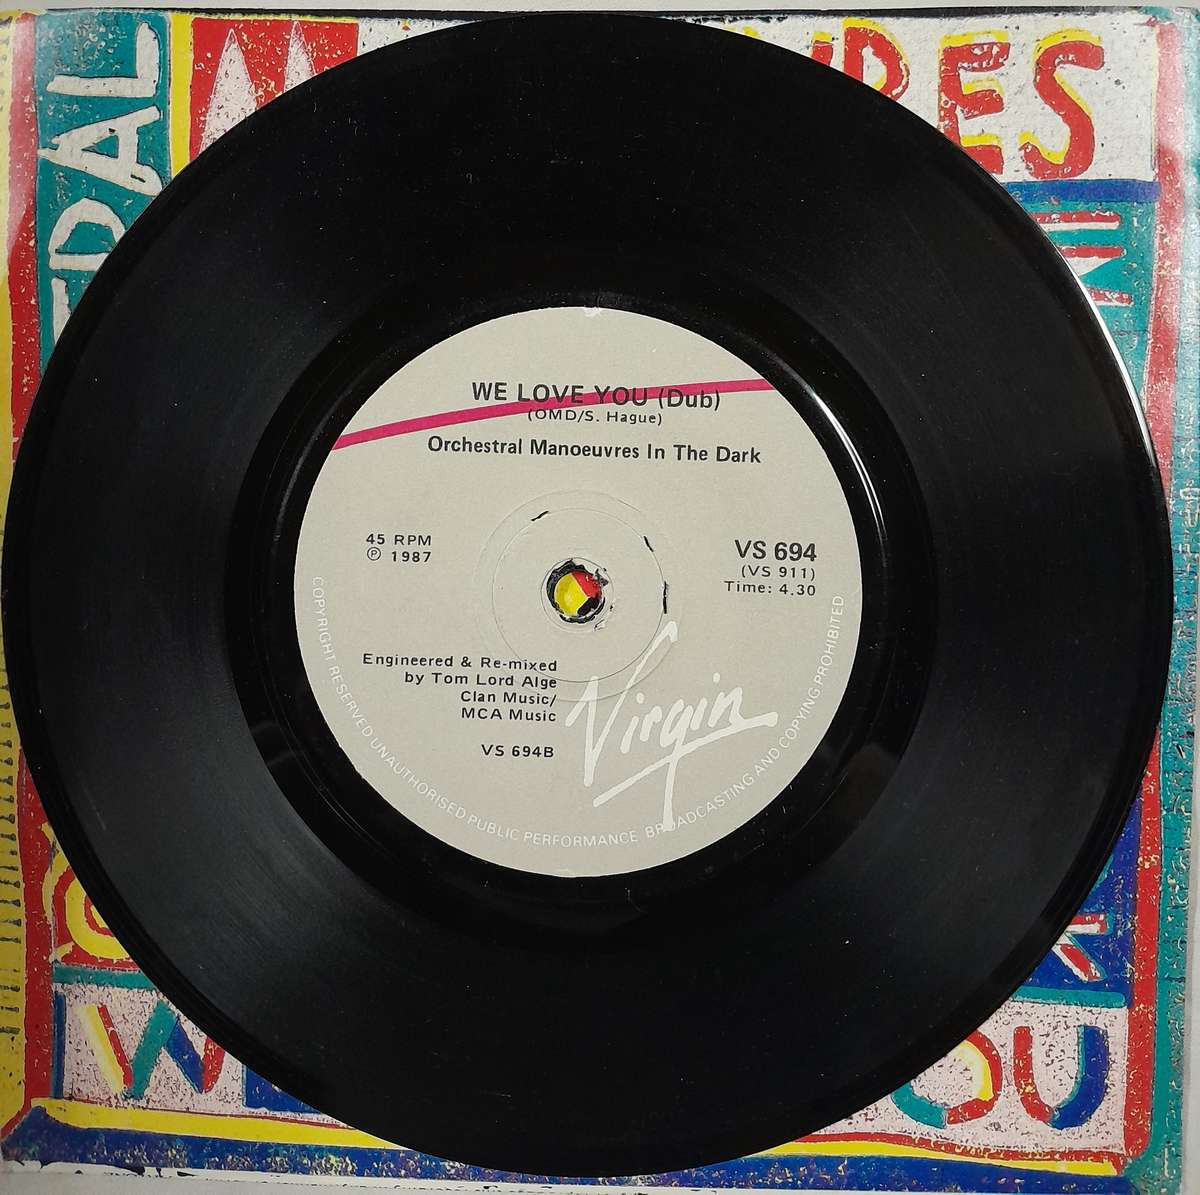 WE LOVE YOU (Dub)
(OMD/S. Hague)
Orchestral Manoeuvres In The Dark
45 RPM
℗ 1987
VS 694
(VS 911)
Time: 4.30
Engineered & Re-mixed
by Tom Lord Alge
Clan Music/
MCA Music
VS 694B
Virgin
COPYRIGHT RESERVED UNAUTHORISED PUBLIC PERFORMANCE BROADCASTING AND COPYING PROHIBITED